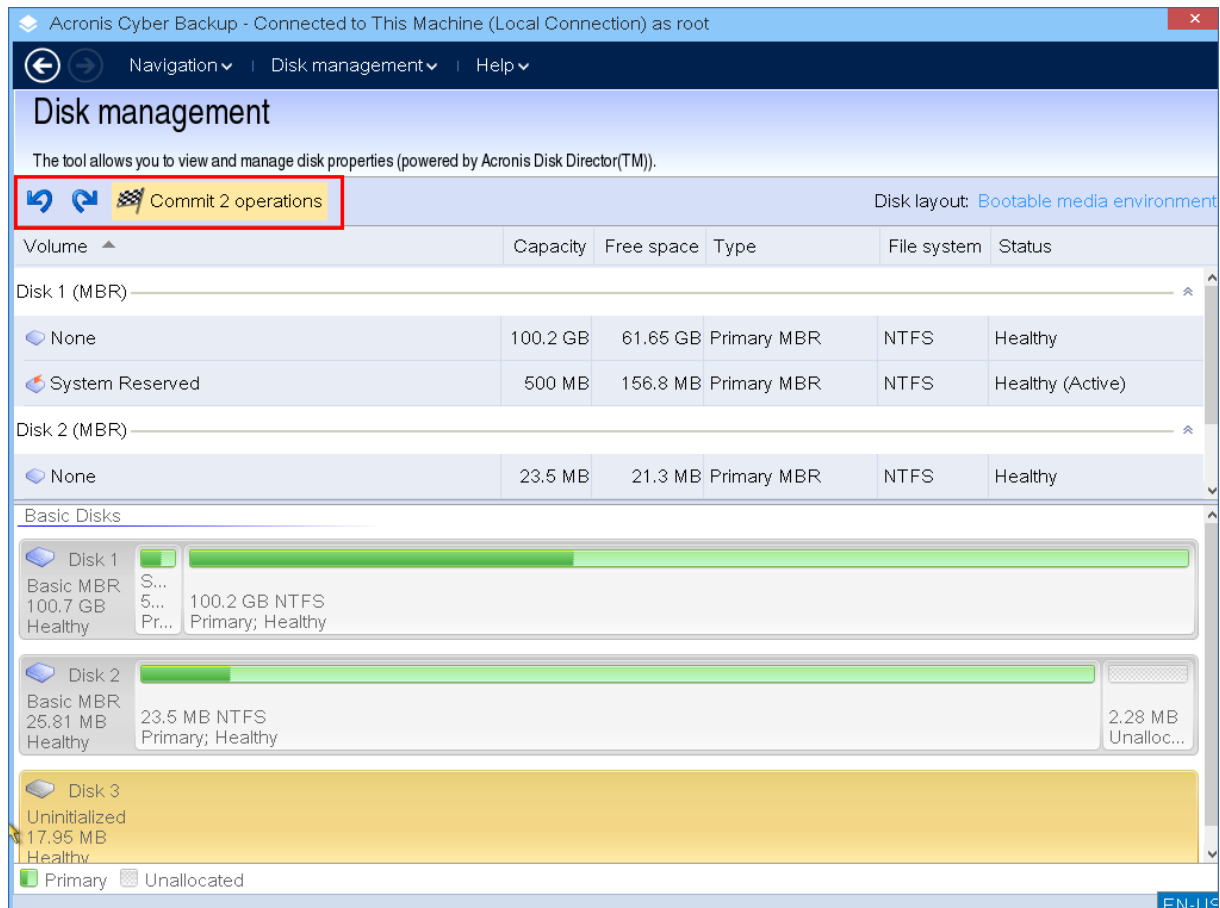 Acronis Cyber Backup - Connected to This Machine (Local Connection) as root
Navigation Disk management Help
Disk management
The tool allows you to view and manage disk properties (powered by Acronis Disk Director(TM)).
Commit 2 operations Disk layout: Bootable media environment
Volume Capacity Free space Type File system Status
Disk 1 (MBR)
None 100.2 GB 61.65 GB Primary MBR NTFS Healthy
System Reserved 500 MB 156.8 MB Primary MBR NTFS Healthy (Active)
Disk 2 (MBR)
None 23.5 MB 21.3 MB Primary MBR NTFS Healthy
Basic Disks
Disk 1
Basic MBR
100.7 GB
Healthy
S...
5...
Pr...
100.2 GB NTFS
Primary; Healthy
Disk 2
Basic MBR
25.81 MB
Healthy
23.5 MB NTFS
Primary; Healthy
2.28 MB
Unalloc...
Disk 3
Uninitialized
17.95 MB
Healthy
Primary Unallocated
EN-US